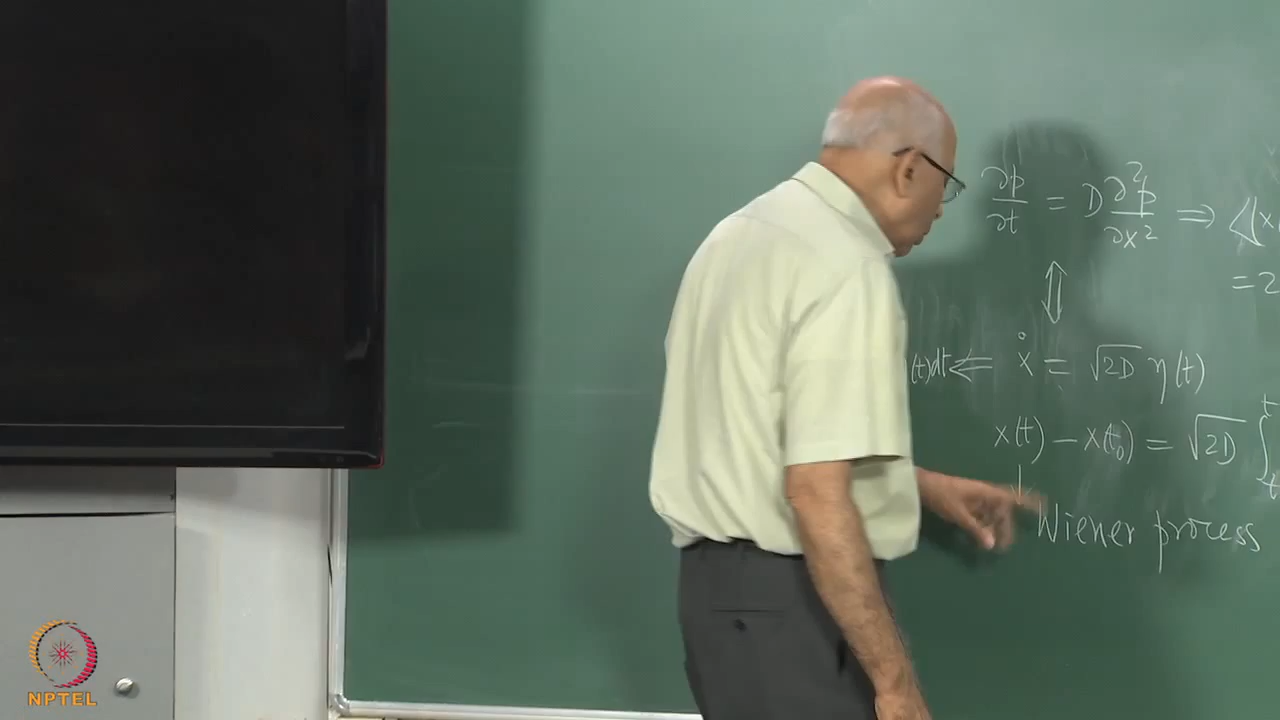 ∂p/∂t = D ∂²p/∂x² ⇒ ⟨(x
= 2
⇕
(t)dt ⇐ ẋ = √2D η(t)
x(t) − x(t₀) = √2D ∫ t
↓
Wiener process
NPTEL